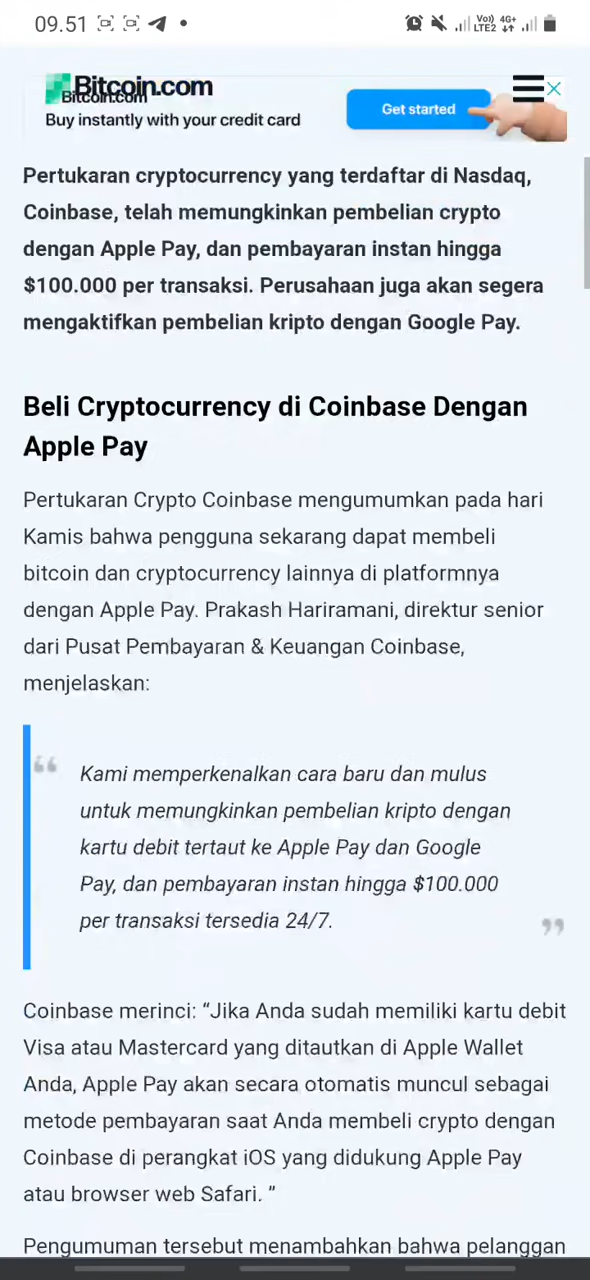 09.51
Vo)) 4G+
LTE2
Bitcoin.com
Bitcoin.com
Buy instantly with your credit card
Get started
Pertukaran cryptocurrency yang terdaftar di Nasdaq,
Coinbase, telah memungkinkan pembelian crypto
dengan Apple Pay, dan pembayaran instan hingga
$100.000 per transaksi. Perusahaan juga akan segera
mengaktifkan pembelian kripto dengan Google Pay.
Beli Cryptocurrency di Coinbase Dengan
Apple Pay
Pertukaran Crypto Coinbase mengumumkan pada hari
Kamis bahwa pengguna sekarang dapat membeli
bitcoin dan cryptocurrency lainnya di platformnya
dengan Apple Pay. Prakash Hariramani, direktur senior
dari Pusat Pembayaran & Keuangan Coinbase,
menjelaskan:
“
Kami memperkenalkan cara baru dan mulus
untuk memungkinkan pembelian kripto dengan
kartu debit tertaut ke Apple Pay dan Google
Pay, dan pembayaran instan hingga $100.000
per transaksi tersedia 24/7.
”
Coinbase merinci: “Jika Anda sudah memiliki kartu debit
Visa atau Mastercard yang ditautkan di Apple Wallet
Anda, Apple Pay akan secara otomatis muncul sebagai
metode pembayaran saat Anda membeli crypto dengan
Coinbase di perangkat iOS yang didukung Apple Pay
atau browser web Safari. ”
Pengumuman tersebut menambahkan bahwa pelanggan